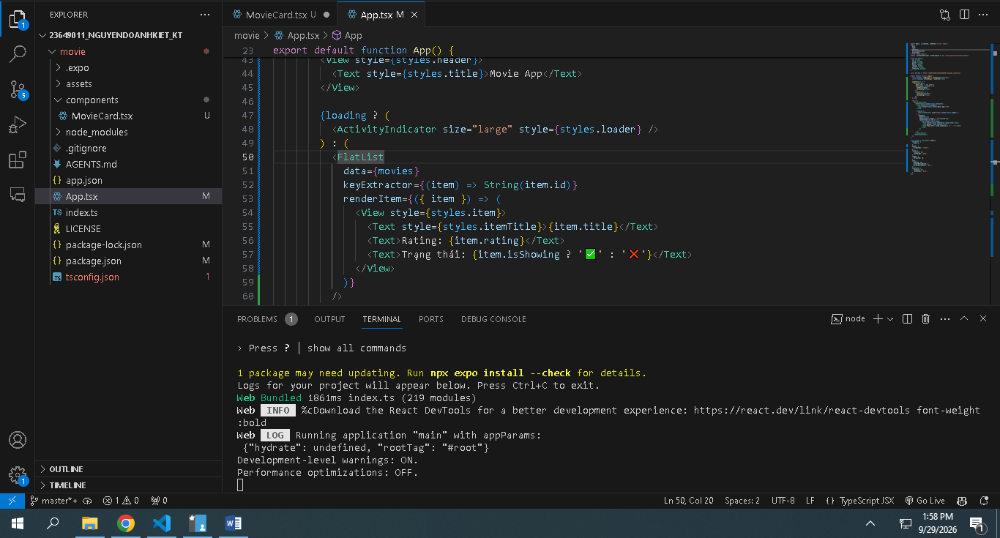 EXPLORER
23649011_NGUYENDOANHKIET_KT
movie
.expo
assets
components
MovieCard.tsx U
node_modules
.gitignore
AGENTS.md
app.json
App.tsx M
index.ts
LICENSE
package-lock.json M
package.json M
tsconfig.json 1
OUTLINE
TIMELINE
1
5
1
MovieCard.tsx U
App.tsx M
movie > App.tsx > App
23 export default function App() {
43 <View style={styles.header}>
44 <Text style={styles.title}>Movie App</Text>
45 </View>
46
47 {loading ? (
48 <ActivityIndicator size="large" style={styles.loader} />
49 ) : (
50 <FlatList
51 data={movies}
52 keyExtractor={(item) => String(item.id)}
53 renderItem={({ item }) => (
54 <View style={styles.item}>
55 <Text style={styles.itemTitle}>{item.title}</Text>
56 <Text>Rating: {item.rating}</Text>
57 <Text>Trạng thái: {item.isShowing ? '✅' : '❌'}</Text>
58 </View>
59 )}
60 />
PROBLEMS 1 OUTPUT TERMINAL PORTS DEBUG CONSOLE
node
› Press ? │ show all commands
1 package may need updating. Run npx expo install --check for details.
Logs for your project will appear below. Press Ctrl+C to exit.
Web Bundled 1861ms index.ts (219 modules)
Web INFO %cDownload the React DevTools for a better development experience: https://react.dev/link/react-devtools font-weight
:bold
Web LOG Running application "main" with appParams:
{"hydrate": undefined, "rootTag": "#root"}
Development-level warnings: ON.
Performance optimizations: OFF.
master*+ 1 0 0 Ln 50, Col 20 Spaces: 2 UTF-8 LF {} TypeScript JSX Go Live
1:58 PM
9/29/2026
1